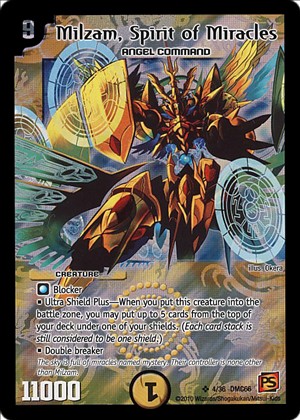 9
Milzam, Spirit of Miracles
ANGEL COMMAND
illus. Okera
CREATURE
Blocker
▪ Ultra Shield Plus—When you put this creature into the
battle zone, you may put up to 5 cards from the top of
your deck under one of your shields. (Each card stack is
still considered to be one shield.)
▪ Double breaker
The sky is full of miracles named mystery. Their controller is none other
than Milzam.
11000
1
4/36 -DMC66
PS
©2010 Wizards/Shogakukan/Mitsui-Kids